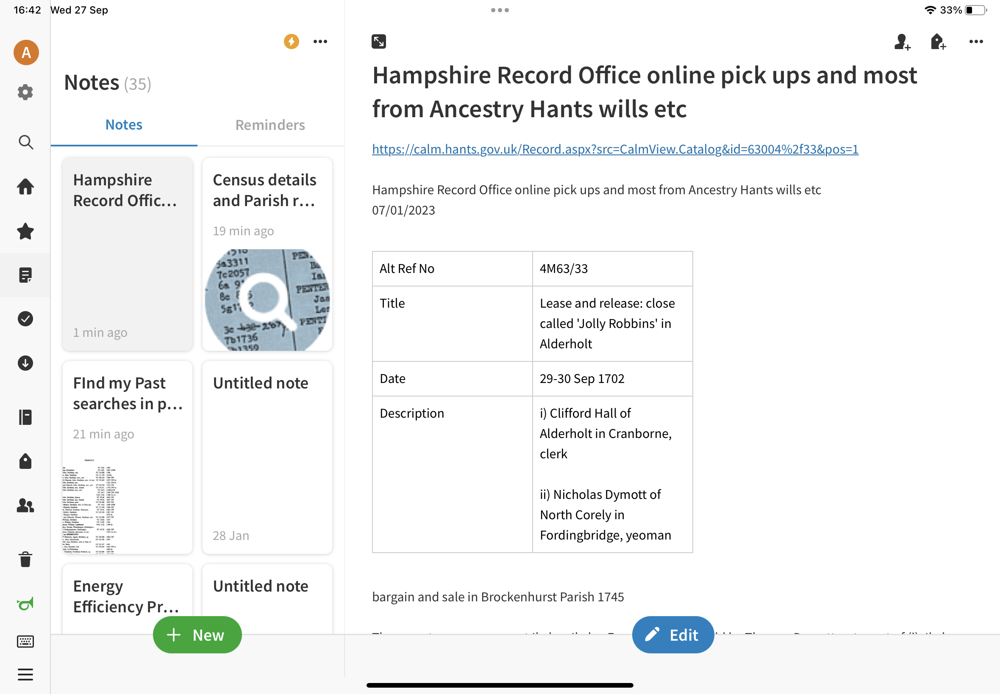 16:42 Wed 27 Sep
33%
A
Notes (35)
Notes
Reminders
Hampshire
Record Offic...
1 min ago
Census details
and Parish r...
19 min ago
5a3311
7c2057
6a
8c
7b1736
PENTER
FInd my Past
searches in p...
21 min ago
Untitled note
28 Jan
Energy
Efficiency Pr...
Untitled note
New
Hampshire Record Office online pick ups and most
from Ancestry Hants wills etc
https://calm.hants.gov.uk/Record.aspx?src=CalmView.Catalog&id=63004%2f33&pos=1
Hampshire Record Office online pick ups and most from Ancestry Hants wills etc
07/01/2023
Alt Ref No
4M63/33
Title
Lease and release: close
called 'Jolly Robbins' in
Alderholt
Date
29-30 Sep 1702
Description
i) Clifford Hall of
Alderholt in Cranborne,
clerk
ii) Nicholas Dymott of
North Corely in
Fordingbridge, yeoman
bargain and sale in Brockenhurst Parish 1745
Edit